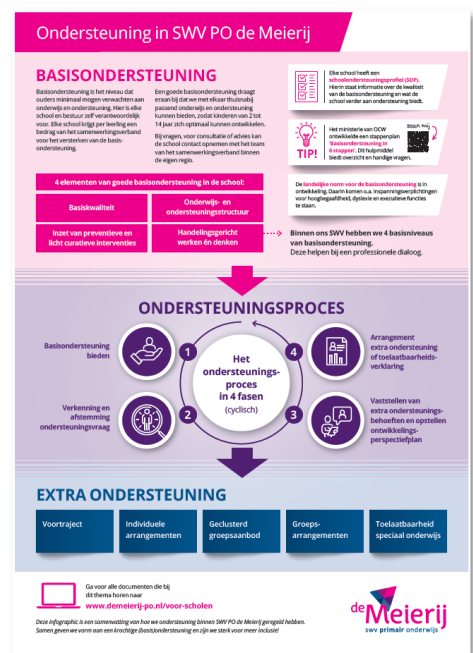 Ondersteuning in SWV PO de Meierij
BASISONDERSTEUNING
Basisondersteuning is het niveau dat
ouders minimaal mogen verwachten aan
onderwijs en ondersteuning. Hier is elke
school en bestuur zelf verantwoordelijk
voor. Elke school krijgt per leerling een
bedrag van het samenwerkingsverband
voor het versterken van de basis-
ondersteuning.
Een goede basisondersteuning draagt
eraan bij dat we met elkaar thuisnabij
passend onderwijs en ondersteuning
kunnen bieden, zodat kinderen van 2 tot
14 jaar zich optimaal kunnen ontwikkelen.
Bij vragen, voor consultatie of advies kan
de school contact opnemen met het team
van het samenwerkingsverband binnen
de eigen regio.
Elke school heeft een
schoolondersteuningsprofiel (SOP).
Hierin staat informatie over de kwaliteit
van de basisondersteuning en wat de
school verder aan ondersteuning biedt.
TIP!
Het ministerie van OCW
ontwikkelde een stappenplan
'Basisondersteuning in
6 stappen'. Dit hulpmiddel
biedt overzicht en handige vragen.
De landelijke norm voor de basisondersteuning is in
ontwikkeling. Daarin komen o.a. inspanningsverplichtingen
voor hoogbegaafdheid, dyslexie en executieve functies
te staan.
4 elementen van goede basisondersteuning in de school:
Basiskwaliteit
Onderwijs- en
ondersteuningsstructuur
Inzet van preventieve en
licht curatieve interventies
Handelingsgericht
werken én denken
Binnen ons SWV hebben we 4 basisniveaus
van basisondersteuning.
Deze helpen bij een professionele dialoog.
ONDERSTEUNINGSPROCES
Basisondersteuning
bieden
1
Het
ondersteunings-
proces
in 4 fasen
(cyclisch)
4
Arrangement
extra ondersteuning
of toelaatbaarheids-
verklaring
Verkenning en
afstemming
ondersteuningsvraag
2
3
Vaststellen van
extra ondersteunings-
behoeften en opstellen
ontwikkelings-
perspectiefplan
EXTRA ONDERSTEUNING
Voortraject
Individuele
arrangementen
Geclusterd
groepsaanbod
Groeps-
arrangementen
Toelaatbaarheid
speciaal onderwijs
Ga voor alle documenten die bij
dit thema horen naar
www.demeierij-po.nl/voor-scholen
Deze infographic is een samenvatting van hoe we ondersteuning binnen SWV PO de Meierij geregeld hebben.
Samen geven we vorm aan een krachtige (basis)ondersteuning en zijn we sterk voor meer inclusie!
de Meierij
swv primair onderwijs